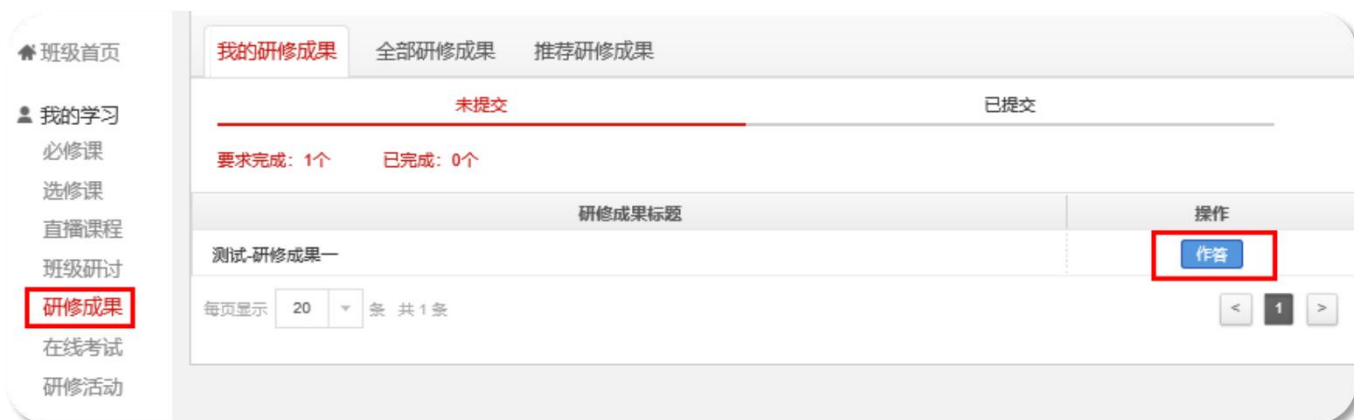 班级首页
我的学习
必修课
选修课
直播课程
班级研讨
研修成果
在线考试
研修活动
我的研修成果 全部研修成果 推荐研修成果
未提交 已提交
要求完成：1个 已完成：0个
研修成果标题 操作
测试-研修成果一 作答
每页显示 20 条 共 1 条 < 1 >